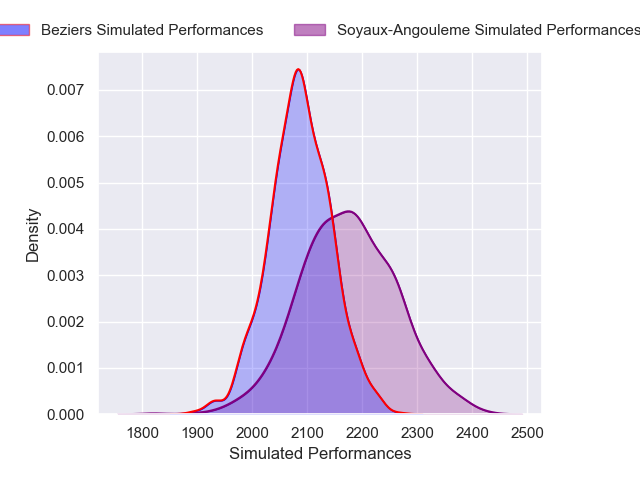 Beziers Simulated Performances
Soyaux-Angouleme Simulated Performances
0.007
0.006
0.005
0.004
0.003
0.002
0.001
0.000
Density
1800 1900 2000 2100 2200 2300 2400 2500
Simulated Performances